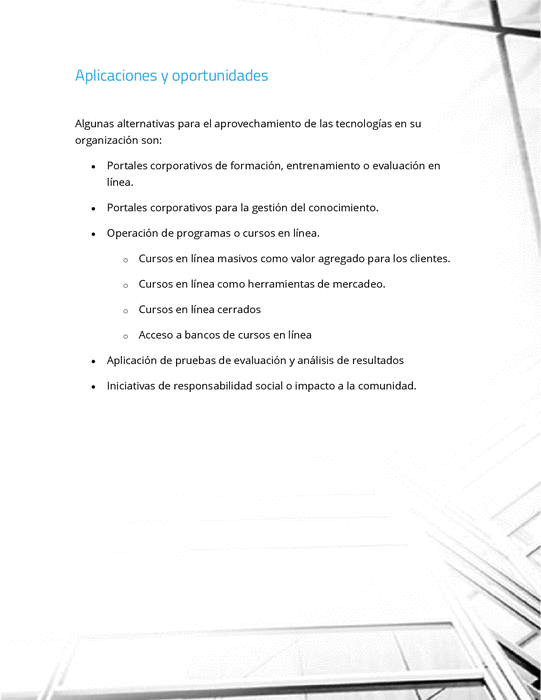 Aplicaciones y oportunidades
Algunas alternativas para el aprovechamiento de las tecnologías en su
organización son:
• Portales corporativos de formación, entrenamiento o evaluación en
línea.
• Portales corporativos para la gestión del conocimiento.
• Operación de programas o cursos en línea.
o Cursos en línea masivos como valor agregado para los clientes.
o Cursos en línea como herramientas de mercadeo.
o Cursos en línea cerrados
o Acceso a bancos de cursos en línea
• Aplicación de pruebas de evaluación y análisis de resultados
• Iniciativas de responsabilidad social o impacto a la comunidad.